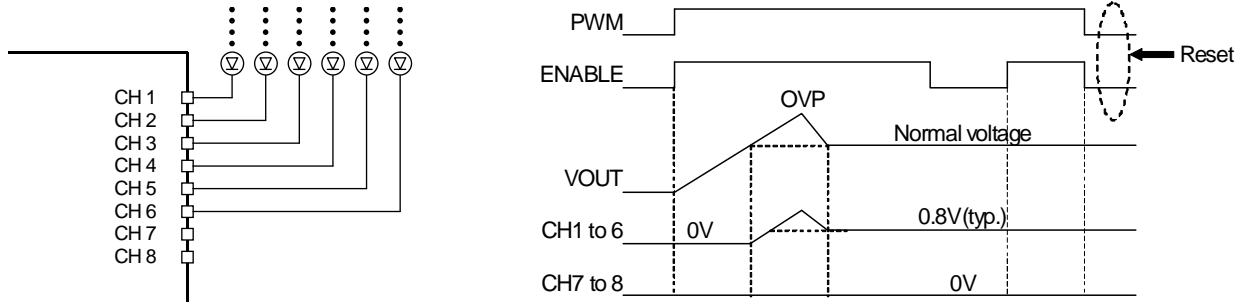 CH 1
CH 2
CH 3
CH 4
CH 5
CH 6
CH 7
CH 8
PWM
Reset
ENABLE
OVP
Normal voltage
VOUT
CH1 to 6
0V
0.8V(typ.)
CH7 to 8
0V